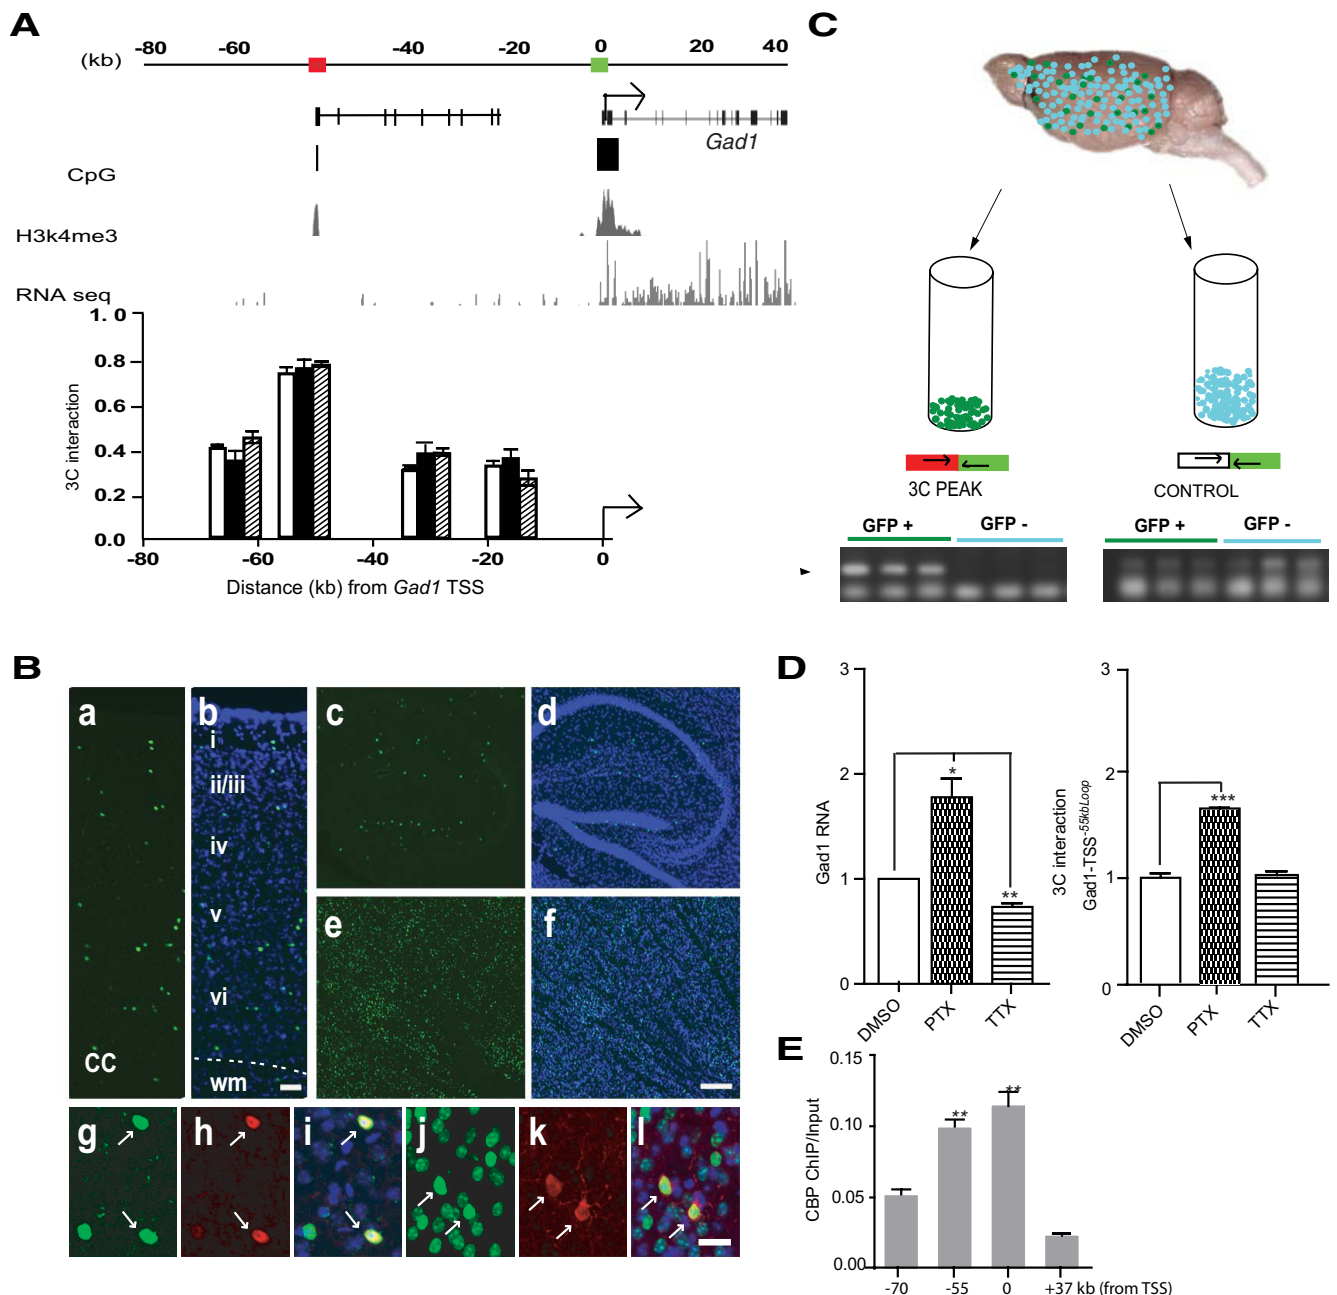 A
(kb)
-80 -60 -40 -20 0 20 40
Gad1
CpG
H3k4me3
RNA seq
3C interaction
1. 0
0.8
0.6
0.4
0.2
0.0
-80 -60 -40 -20 0
Distance (kb) from Gad1 TSS
C
3C PEAK
CONTROL
GFP + GFP - GFP + GFP -
B
a b c d
i
ii/iii
iv
v
vi
cc
wm
e f
g h i j k l
D
Gad1 RNA
3
2
1
0
*
**
DMSO PTX TTX
3C interaction
Gad1-TSS-55kbLoop
3
2
1
0
***
DMSO PTX TTX
E
CBP ChIP/Input
0.15
0.10
0.05
0.00
**
**
-70 -55 0 +37 kb (from TSS)